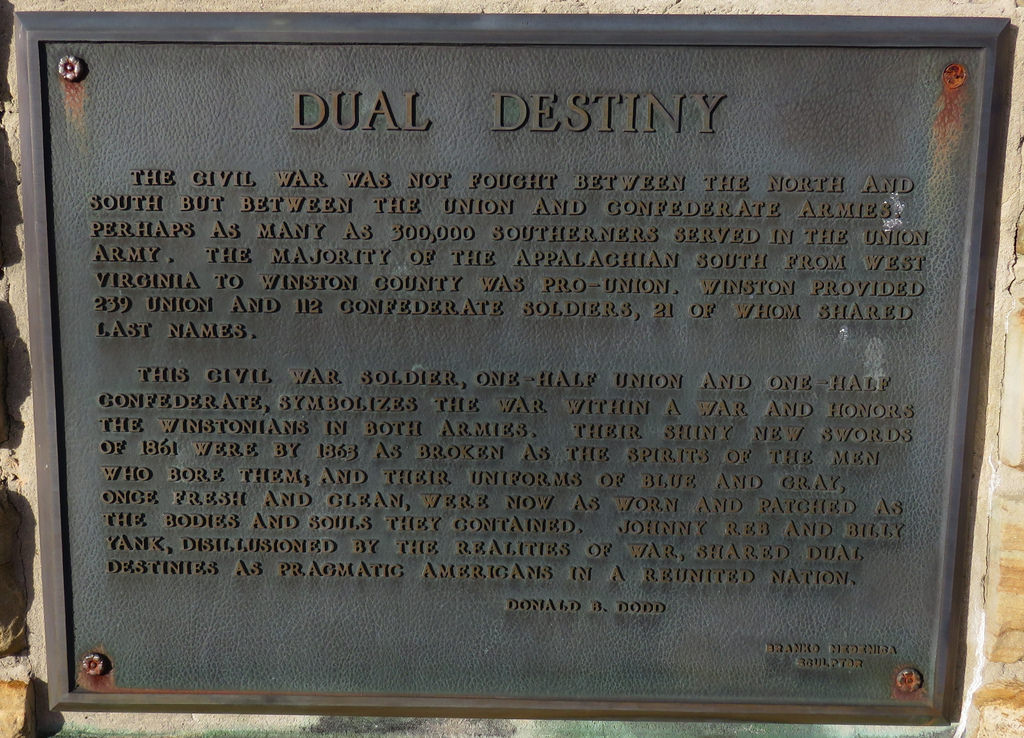 DUAL DESTINY
THE CIVIL WAR WAS NOT FOUGHT BETWEEN THE NORTH AND
SOUTH BUT BETWEEN THE UNION AND CONFEDERATE ARMIES.
PERHAPS AS MANY AS 300,000 SOUTHERNERS SERVED IN THE UNION
ARMY. THE MAJORITY OF THE APPALACHIAN SOUTH FROM WEST
VIRGINIA TO WINSTON COUNTY WAS PRO-UNION. WINSTON PROVIDED
239 UNION AND 112 CONFEDERATE SOLDIERS, 21 OF WHOM SHARED
LAST NAMES.
THIS CIVIL WAR SOLDIER, ONE-HALF UNION AND ONE-HALF
CONFEDERATE, SYMBOLIZES THE WAR WITHIN A WAR AND HONORS
THE WINSTONIANS IN BOTH ARMIES. THEIR SHINY NEW SWORDS
OF 1861 WERE BY 1865 AS BROKEN AS THE SPIRITS OF THE MEN
WHO BORE THEM; AND THEIR UNIFORMS OF BLUE AND GRAY,
ONCE FRESH AND CLEAN, WERE NOW AS WORN AND PATCHED AS
THE BODIES AND SOULS THEY CONTAINED. JOHNNY REB AND BILLY
YANK, DISILLUSIONED BY THE REALITIES OF WAR, SHARED DUAL
DESTINIES AS PRAGMATIC AMERICANS IN A REUNITED NATION.
DONALD B. DODD
BRANKO MEDENICA
SCULPTOR